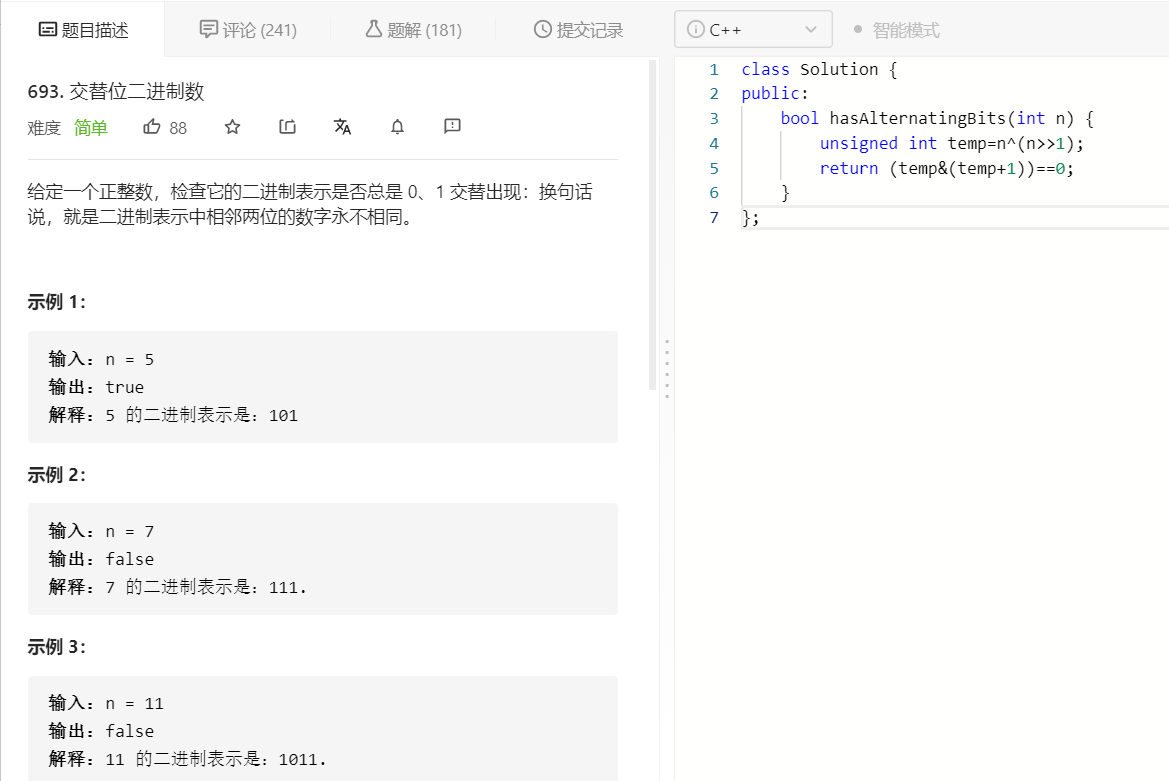 题目描述
评论 (241)
题解 (181)
提交记录
C++
智能模式
693. 交替位二进制数
难度 简单 88
给定一个正整数，检查它的二进制表示是否总是 0、1 交替出现：换句话
说，就是二进制表示中相邻两位的数字永不相同。
示例 1：
输入：n = 5
输出：true
解释：5 的二进制表示是：101
示例 2：
输入：n = 7
输出：false
解释：7 的二进制表示是：111.
示例 3：
输入：n = 11
输出：false
解释：11 的二进制表示是：1011.
1 class Solution {
2 public:
3     bool hasAlternatingBits(int n) {
4         unsigned int temp=n^(n>>1);
5         return (temp&(temp+1))==0;
6     }
7 };